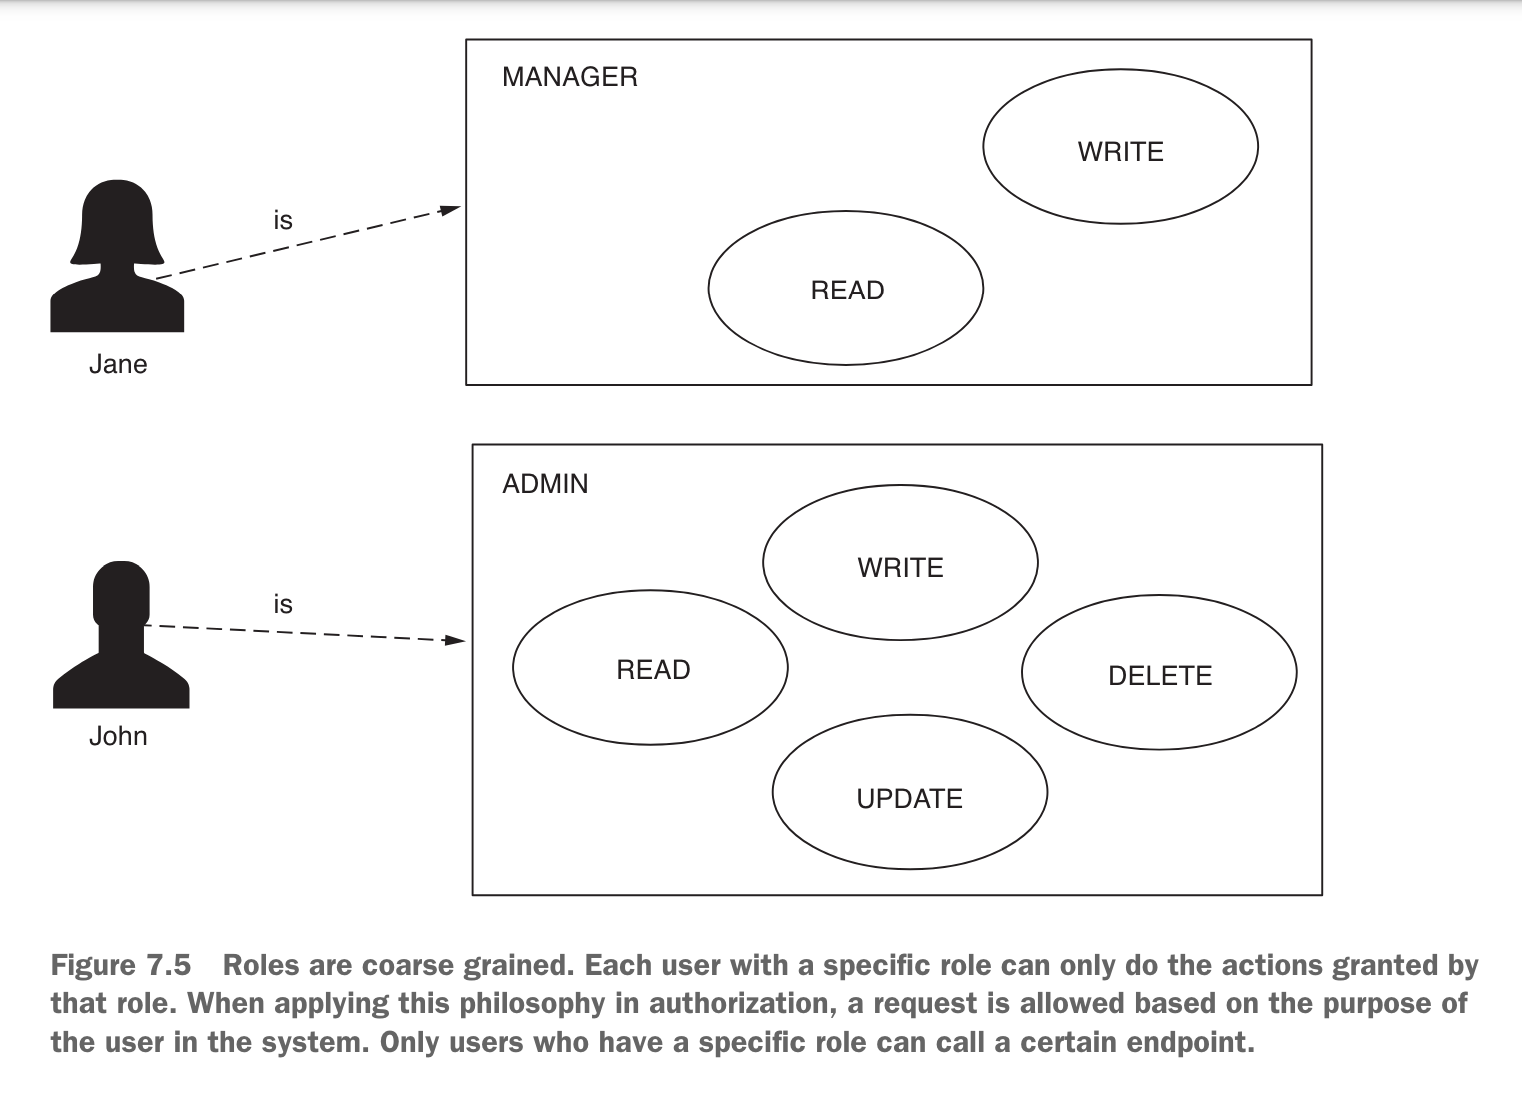 MANAGER
WRITE
is
READ
Jane
ADMIN
WRITE
is
READ
DELETE
John
UPDATE
Figure 7.5 Roles are coarse grained. Each user with a specific role can only do the actions granted by
that role. When applying this philosophy in authorization, a request is allowed based on the purpose of
the user in the system. Only users who have a specific role can call a certain endpoint.